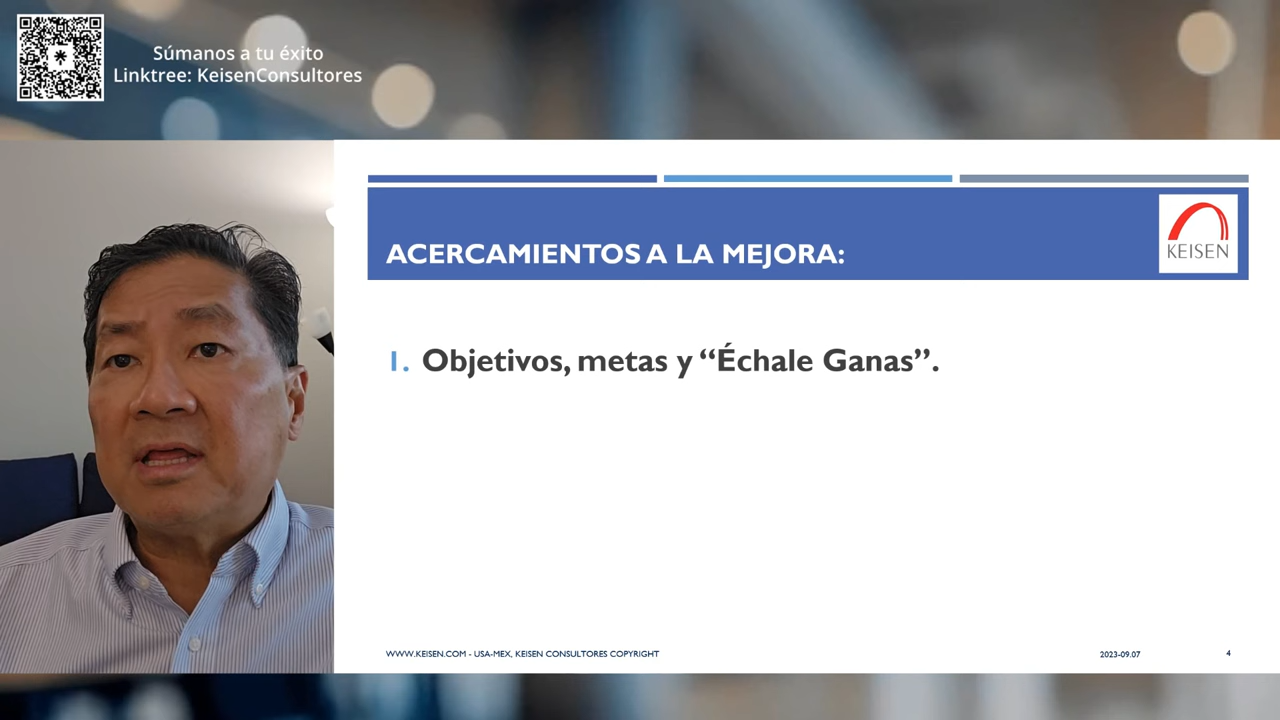 Súmanos a tu éxito
Linktree: KeisenConsultores
ACERCAMIENTOS A LA MEJORA:
KEISEN
1. Objetivos, metas y “Échale Ganas”.
WWW.KEISEN.COM - USA-MEX, KEISEN CONSULTORES COPYRIGHT
2023-09.07
4